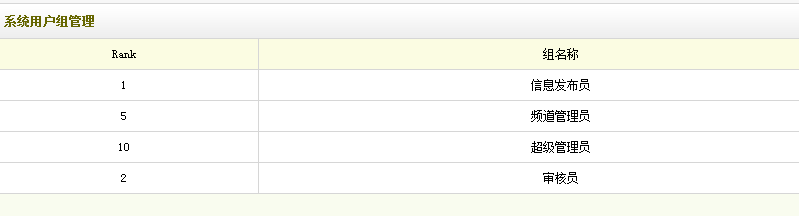 系统用户组管理
Rank 组名称
1 信息发布员
5 频道管理员
10 超级管理员
2 审核员